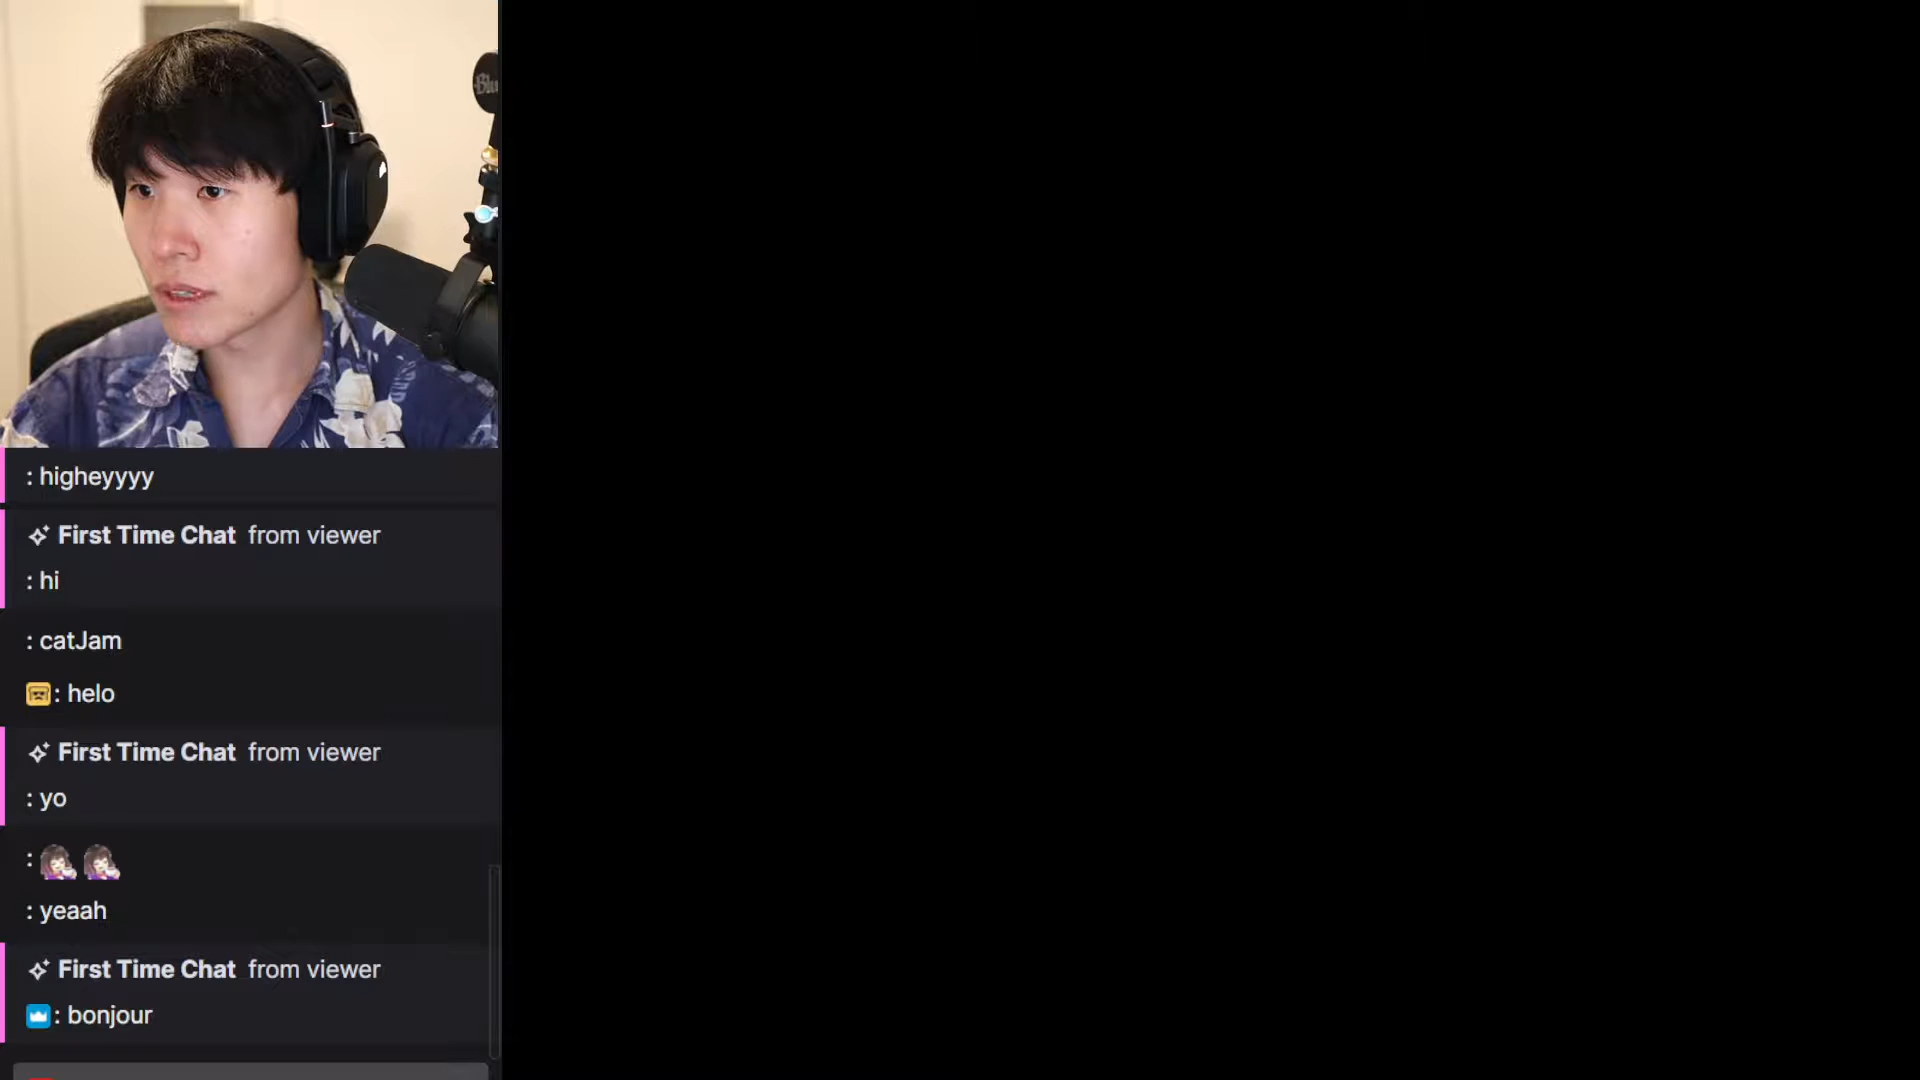 : higheyyyy
First Time Chat from viewer
: hi
: catJam
: helo
First Time Chat from viewer
: yo
:
: yeaah
First Time Chat from viewer
: bonjour